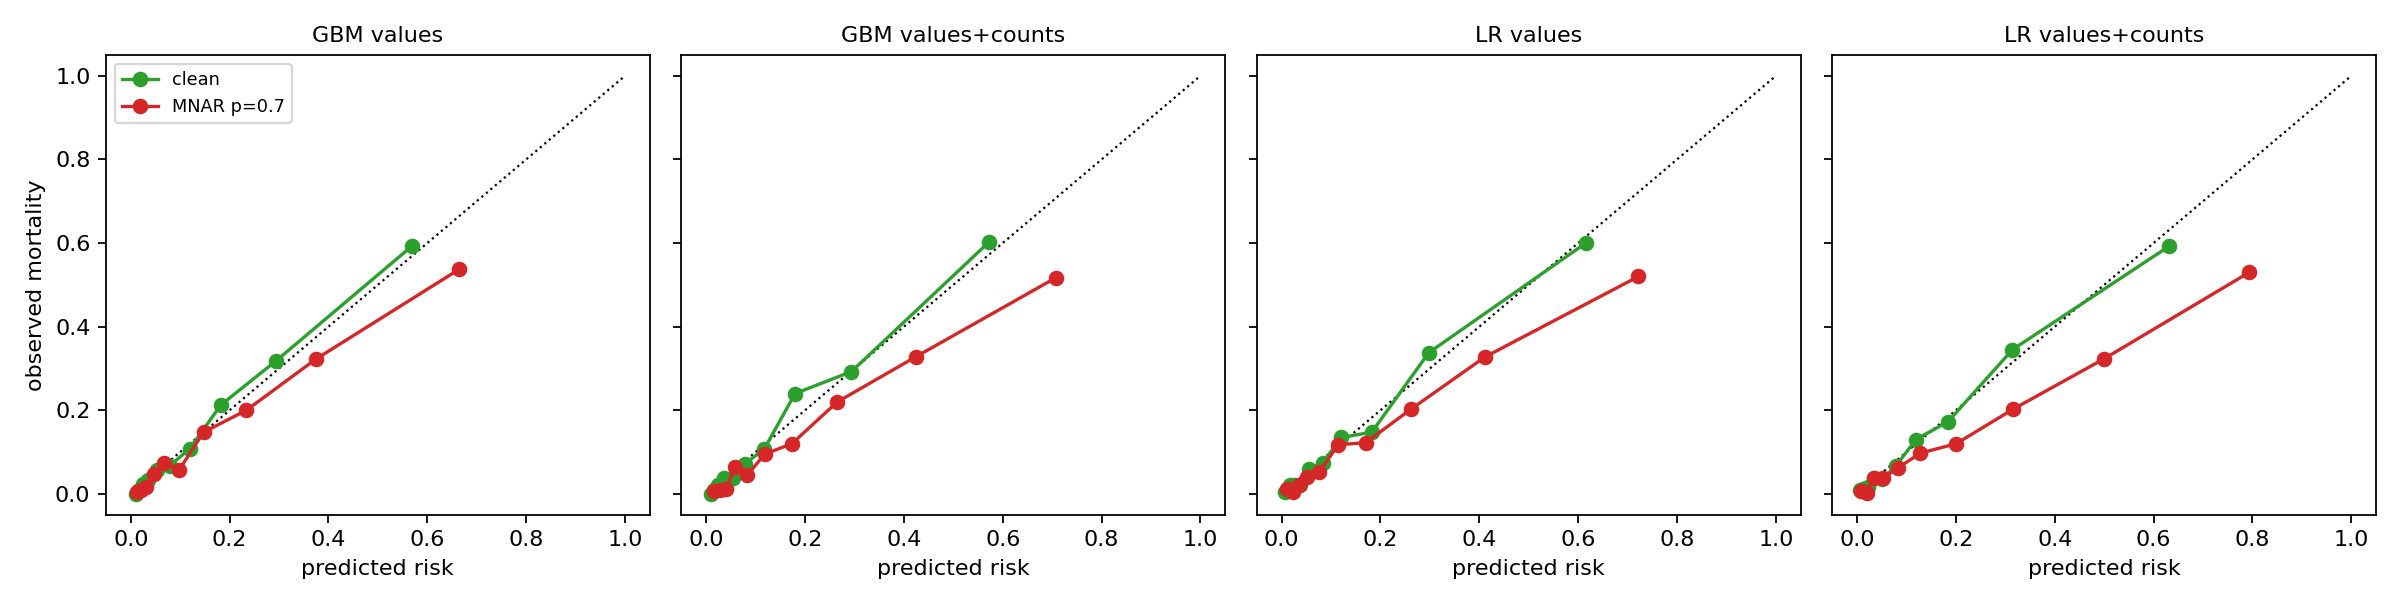 GBM values
GBM values+counts
LR values
LR values+counts
clean
MNAR p=0.7
observed mortality
1.0
0.8
0.6
0.4
0.2
0.0
0.0 0.2 0.4 0.6 0.8 1.0
0.0 0.2 0.4 0.6 0.8 1.0
0.0 0.2 0.4 0.6 0.8 1.0
0.0 0.2 0.4 0.6 0.8 1.0
predicted risk
predicted risk
predicted risk
predicted risk